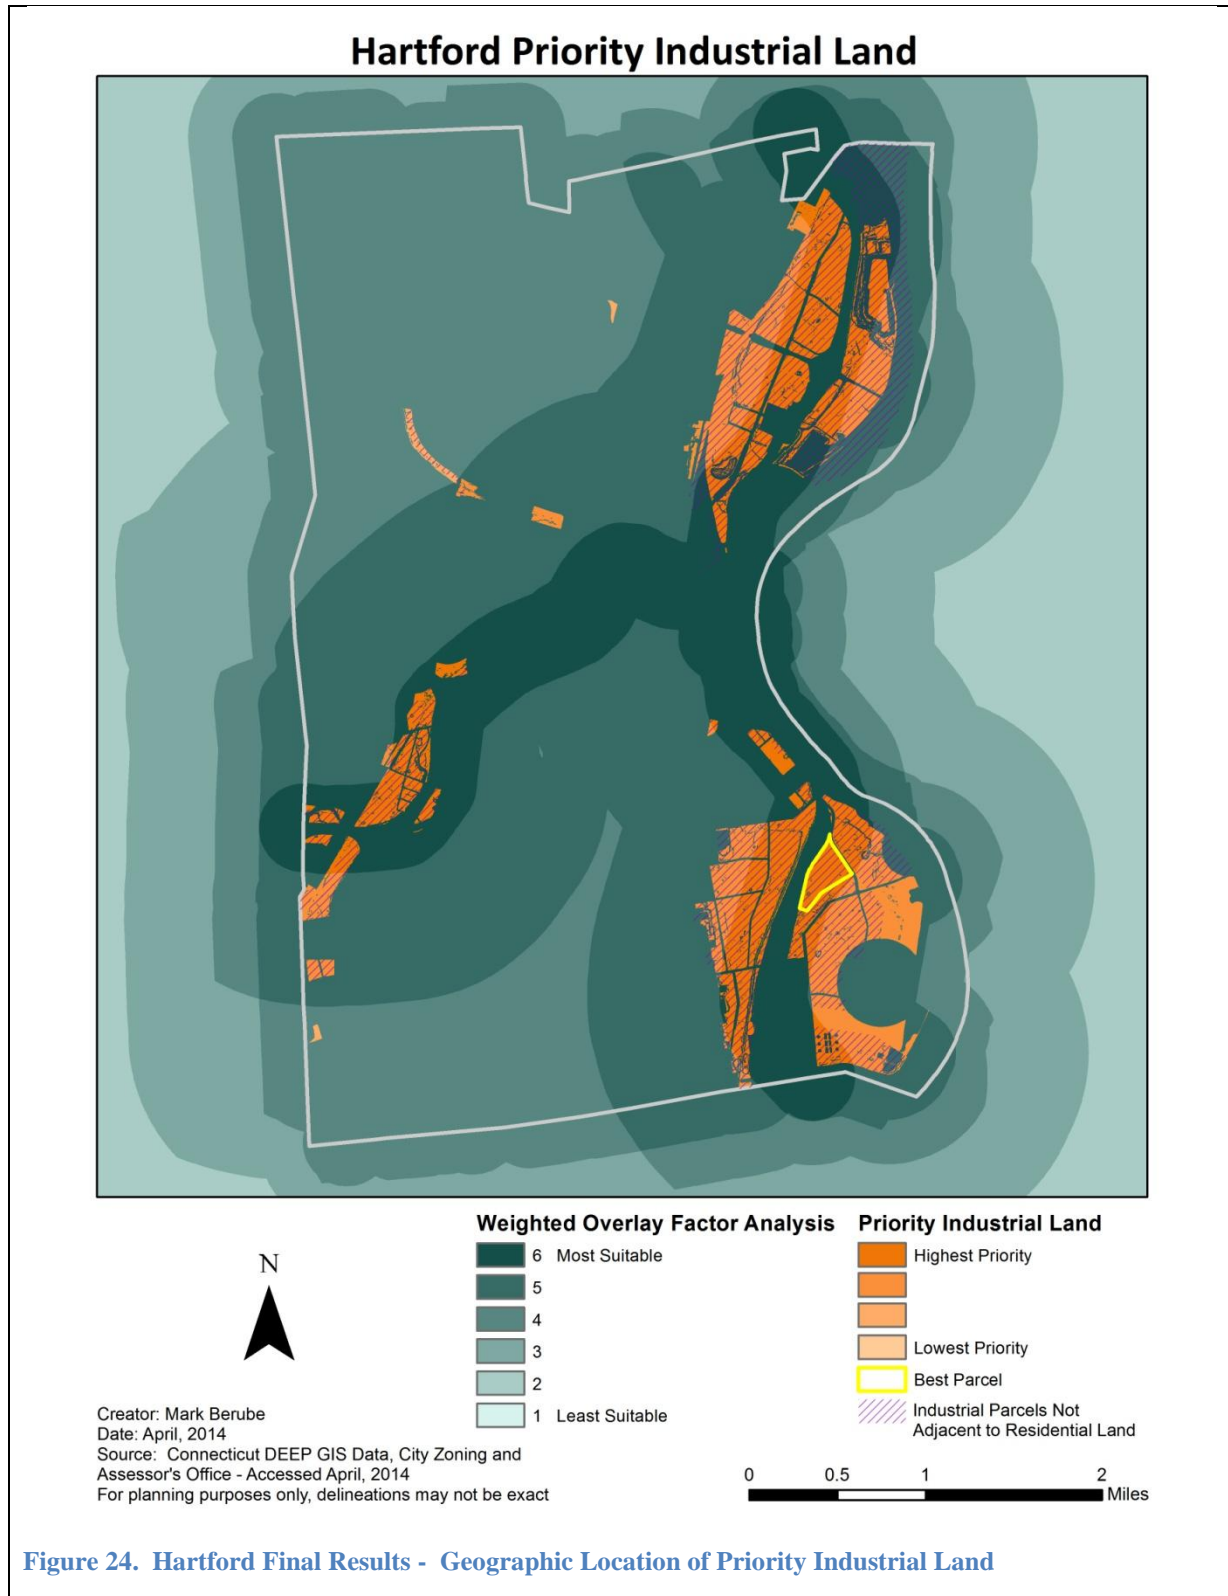 Hartford Priority Industrial Land
Weighted Overlay Factor Analysis
6 Most Suitable
5
4
3
2
1 Least Suitable
Priority Industrial Land
Highest Priority
Lowest Priority
Best Parcel
Industrial Parcels Not
Adjacent to Residential Land
N
Creator: Mark Berube
Date: April, 2014
Source: Connecticut DEEP GIS Data, City Zoning and
Assessor's Office - Accessed April, 2014
For planning purposes only, delineations may not be exact
0 0.5 1 2
Miles
Figure 24. Hartford Final Results - Geographic Location of Priority Industrial Land